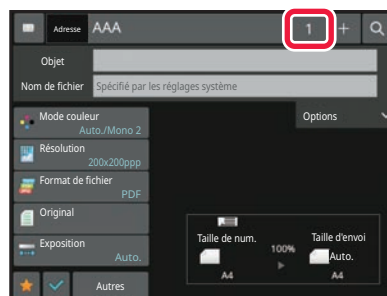 Adresse AAA 1 +
Objet
Nom de fichier Spécifié par les réglages système
Mode couleur
Auto./Mono 2
Options
Résolution
200x200ppp
Format de fichier
PDF
Original
Exposition
Auto.
Taille de num.
A4
100%
Taille d'envoi
Auto.
A4
Autres